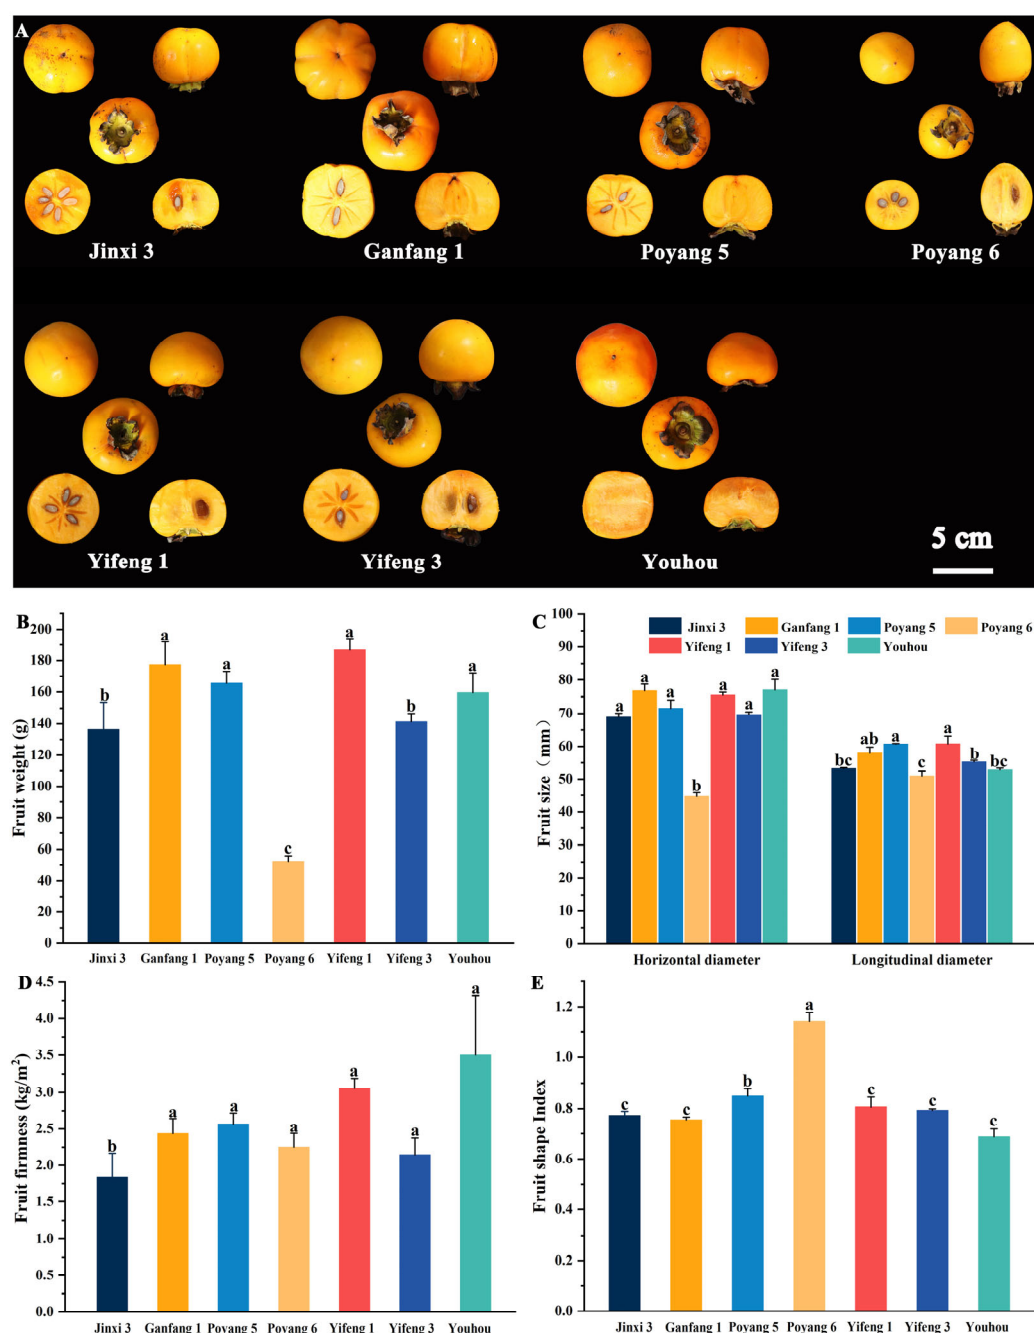 A
Jinxi 3 Ganfang 1 Poyang 5 Poyang 6
Yifeng 1 Yifeng 3 Youhou
5 cm
B
Fruit weight (g)
200
180
160
140
120
100
80
60
40
20
0
b a a c a b a
Jinxi 3 Ganfang 1 Poyang 5 Poyang 6 Yifeng 1 Yifeng 3 Youhou
C
Fruit size (mm)
100
90
80
70
60
50
40
30
20
10
0
Jinxi 3 Ganfang 1 Poyang 5 Poyang 6
Yifeng 1 Yifeng 3 Youhou
a a a b a a a
bc ab a c a b bc
Horizontal diameter Longitudinal diameter
D
Fruit firmness (kg/m²)
4.5
4.0
3.5
3.0
2.5
2.0
1.5
1.0
0.5
0.0
b a a a a a a
Jinxi 3 Ganfang 1 Poyang 5 Poyang 6 Yifeng 1 Yifeng 3 Youhou
E
Fruit shape Index
1.2
1.0
0.8
0.6
0.4
0.2
0.0
c c b a c c c
Jinxi 3 Ganfang 1 Poyang 5 Poyang 6 Yifeng 1 Yifeng 3 Youhou